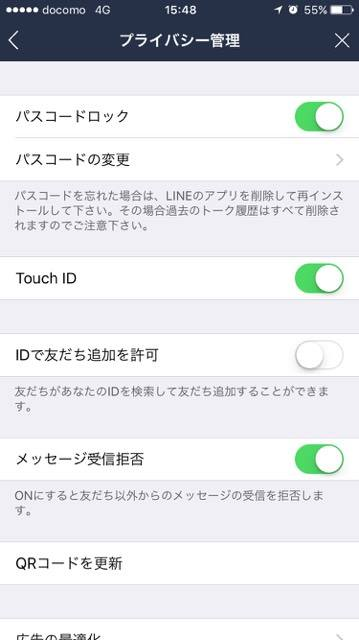 docomo 4G 15:48 55%
プライバシー管理
パスコードロック
パスコードの変更
パスコードを忘れた場合は、LINEのアプリを削除して再インス
トールして下さい。その場合過去のトーク履歴はすべて削除さ
れますのでご注意下さい。
Touch ID
IDで友だち追加を許可
友だちがあなたのIDを検索して友だち追加することができま
す。
メッセージ受信拒否
ONにすると友だち以外からのメッセージの受信を拒否しま
す。
QRコードを更新
広告の最適化